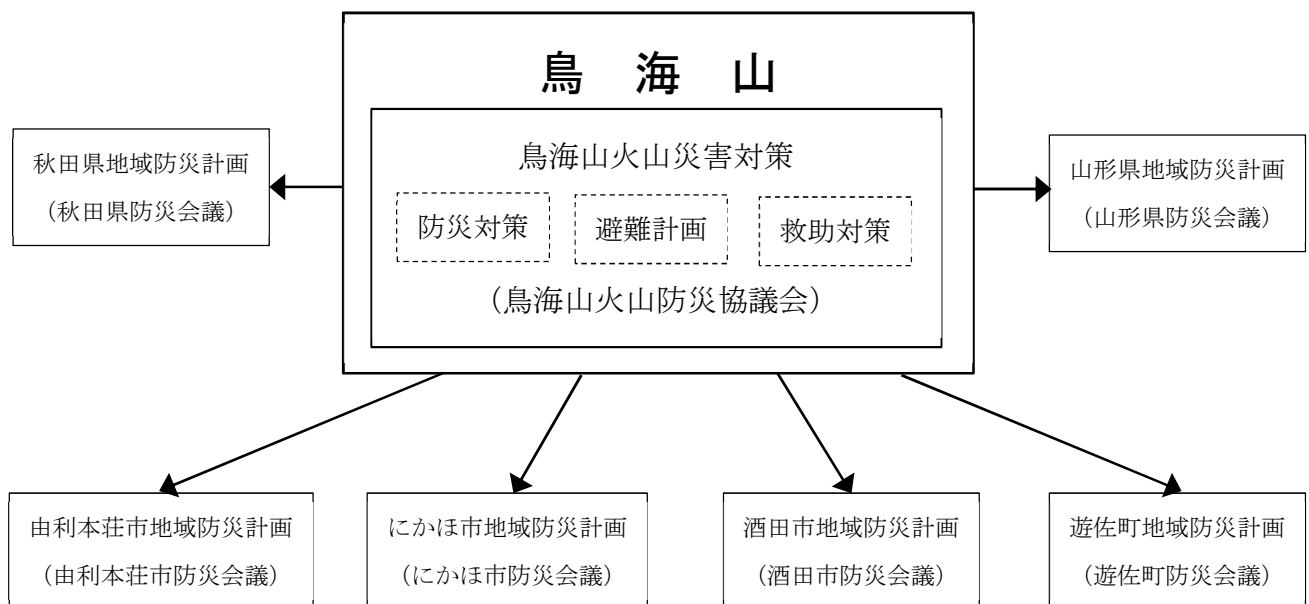 鳥 海 山
鳥海山火山災害対策
防災対策
避難計画
救助対策
(鳥海山火山防災協議会)
秋田県地域防災計画
(秋田県防災会議)
山形県地域防災計画
(山形県防災会議)
由利本荘市地域防災計画
(由利本荘市防災会議)
にかほ市地域防災計画
(にかほ市防災会議)
酒田市地域防災計画
(酒田市防災会議)
遊佐町地域防災計画
(遊佐町防災会議)